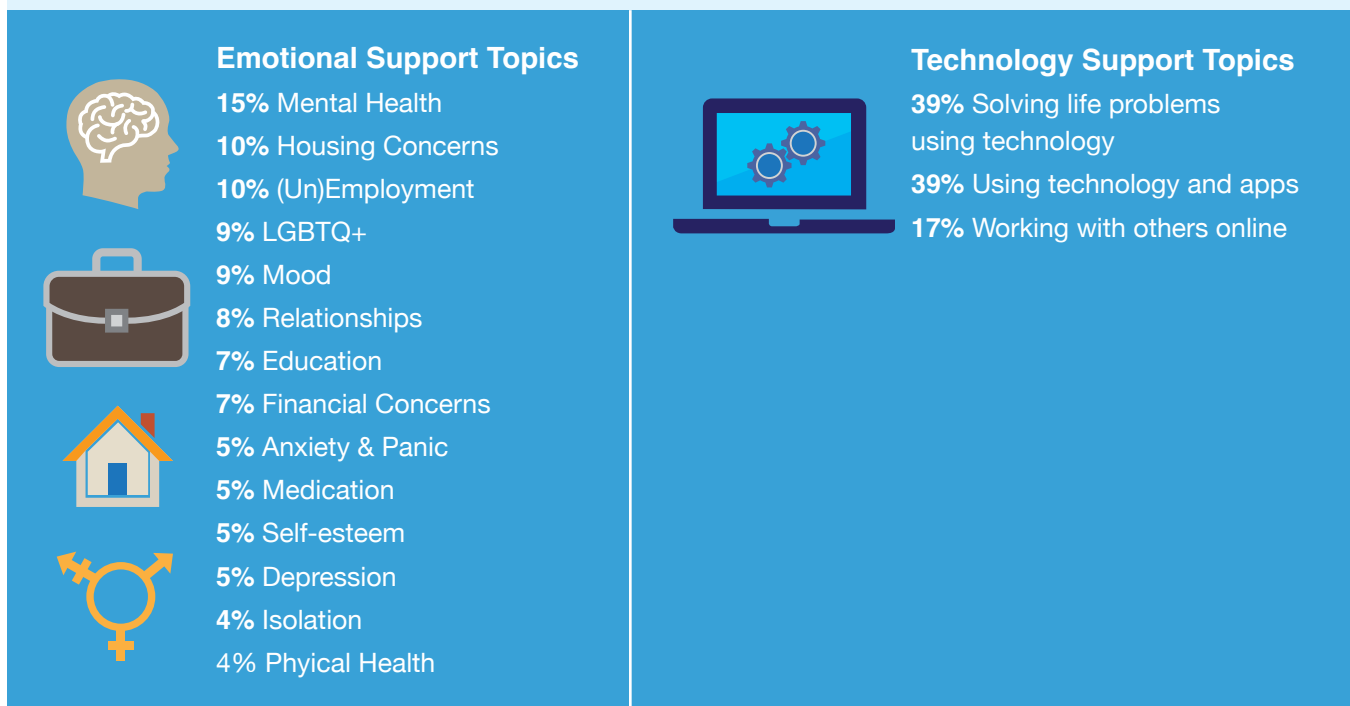 Emotional Support Topics
15% Mental Health
10% Housing Concerns
10% (Un)Employment
9% LGBTQ+
9% Mood
8% Relationships
7% Education
7% Financial Concerns
5% Anxiety & Panic
5% Medication
5% Self-esteem
5% Depression
4% Isolation
4% Phyical Health
Technology Support Topics
39% Solving life problems
using technology
39% Using technology and apps
17% Working with others online